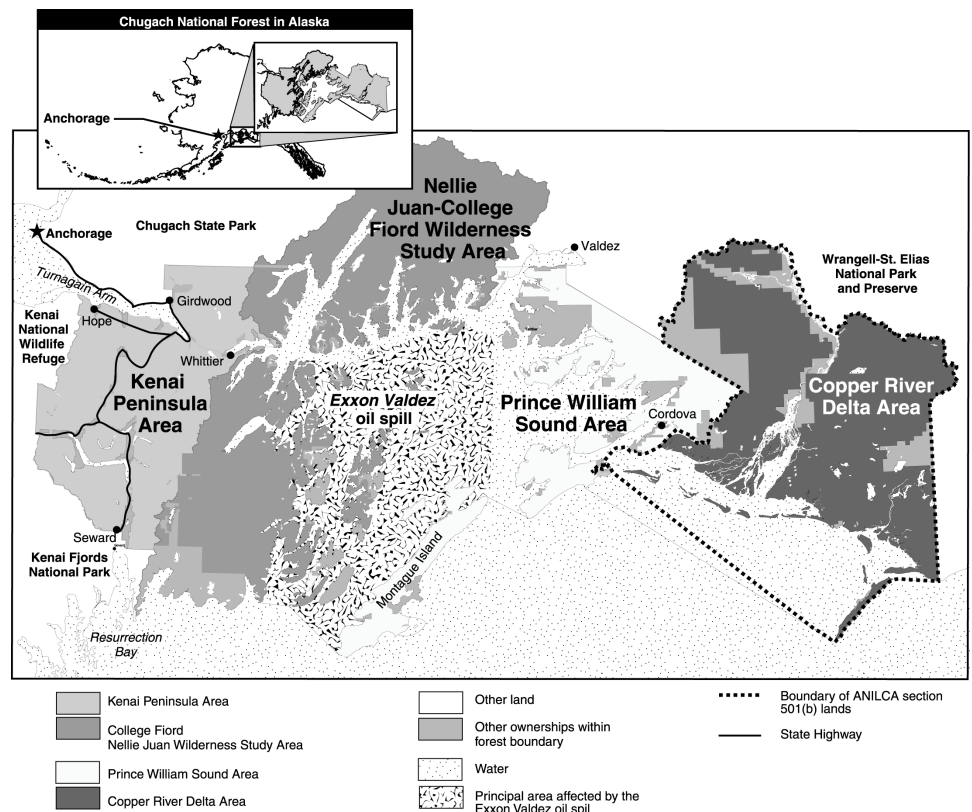 Chugach National Forest in Alaska
Anchorage
Nellie
Juan-College
Fiord Wilderness
Study Area
Chugach State Park
Anchorage
Valdez
Wrangell-St. Elias
National Park
and Preserve
Turnagain Arm
Girdwood
Hope
Kenai
National
Wildlife
Refuge
Whittier
Kenai
Peninsula
Area
Exxon Valdez
oil spill
Prince William
Sound Area
Cordova
Copper River
Delta Area
Seward
Kenai Fjords
National Park
Montague Island
Resurrection
Bay
Kenai Peninsula Area
College Fiord
Nellie Juan Wilderness Study Area
Prince William Sound Area
Copper River Delta Area
Other land
Other ownerships within
forest boundary
Water
Principal area affected by the
Exxon Valdez oil spil
Boundary of ANILCA section
501(b) lands
State Highway